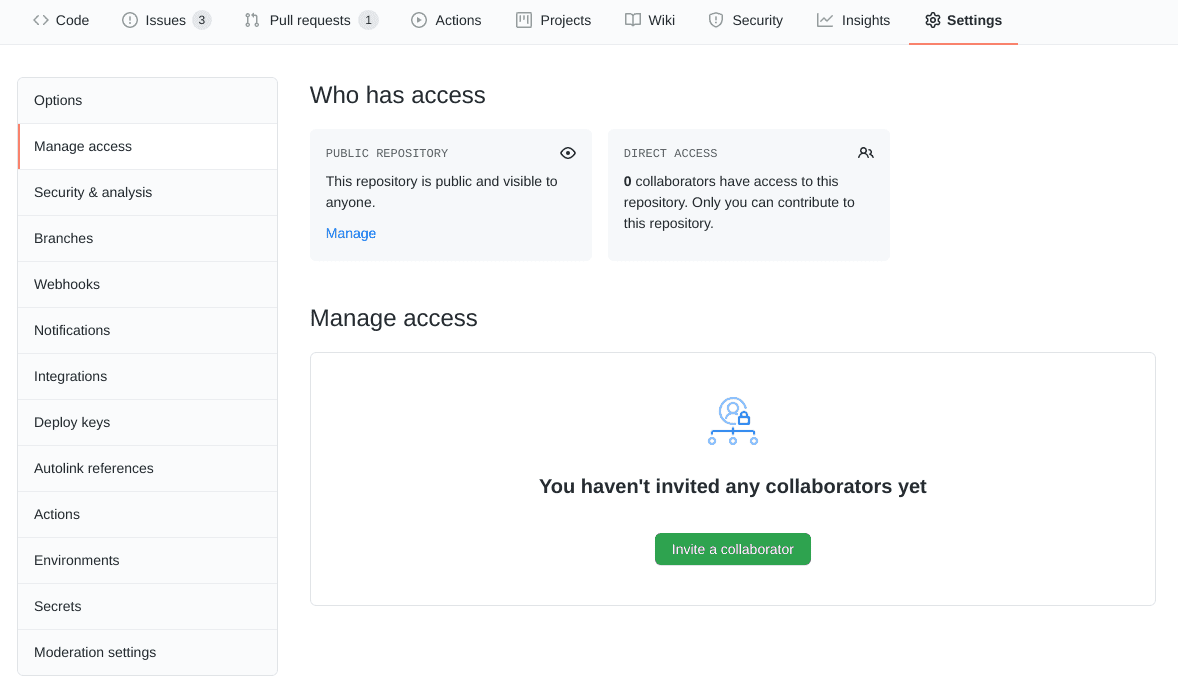 Code Issues 3 Pull requests 1 Actions Projects Wiki Security Insights Settings
Options
Manage access
Security & analysis
Branches
Webhooks
Notifications
Integrations
Deploy keys
Autolink references
Actions
Environments
Secrets
Moderation settings
Who has access
PUBLIC REPOSITORY
This repository is public and visible to
anyone.
Manage
DIRECT ACCESS
0 collaborators have access to this
repository. Only you can contribute to
this repository.
Manage access
You haven't invited any collaborators yet
Invite a collaborator